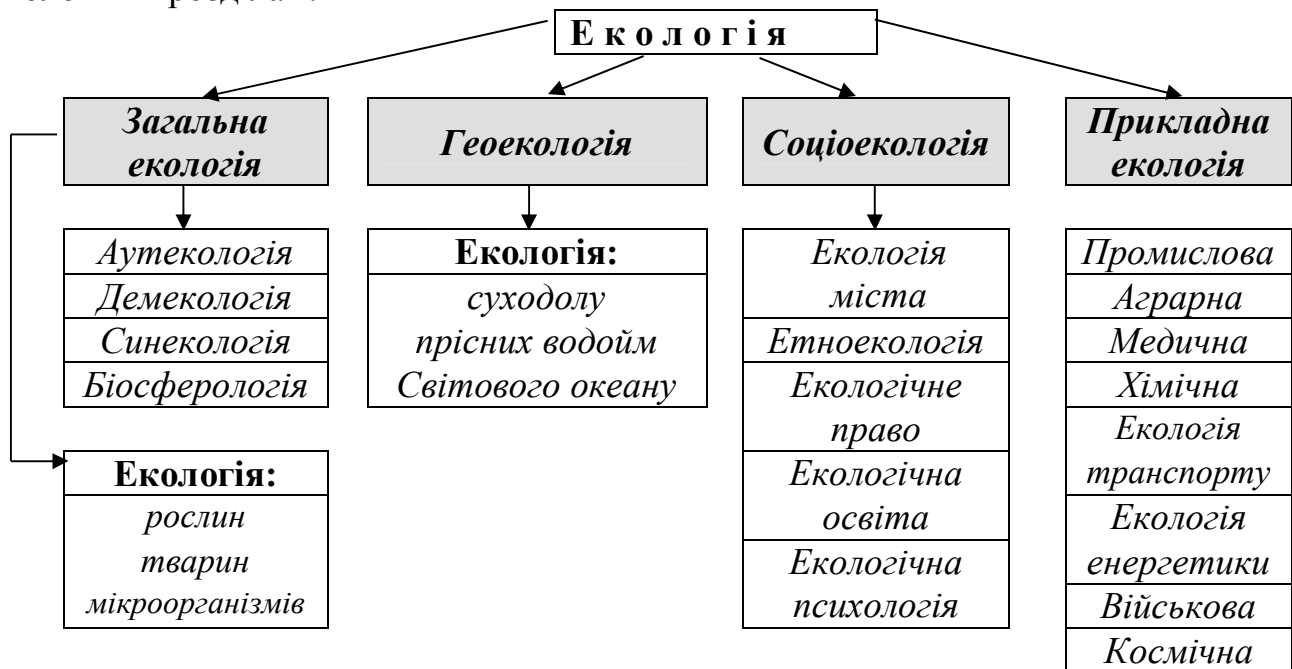 Е к о л о г і я
Загальна
екологія
Геоекологія
Соціоекологія
Прикладна
екологія
Аутекологія
Демекологія
Синекологія
Біосферологія
Екологія:
рослин
тварин
мікроорганізмів
Екологія:
суходолу
прісних водойм
Світового океану
Екологія
міста
Етноекологія
Екологічне
право
Екологічна
освіта
Екологічна
психологія
Промислова
Аграрна
Медична
Хімічна
Екологія
транспорту
Екологія
енергетики
Військова
Космічна